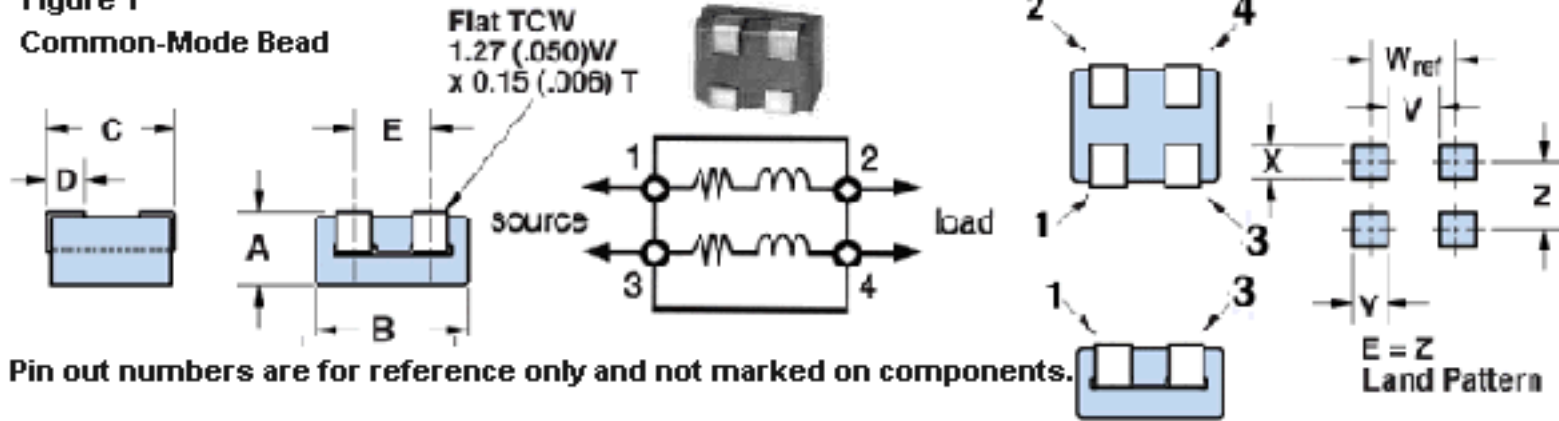 Figure 1
Common-Mode Bead
Flat TCW
1.27 (.050)W
x 0.15 (.006) T
C
D
A
E
B
source
1
2
3
4
load
2
4
1
3
1
3
Wref
V
X
Z
Y
E = Z
Land Pattern
Pin out numbers are for reference only and not marked on components.